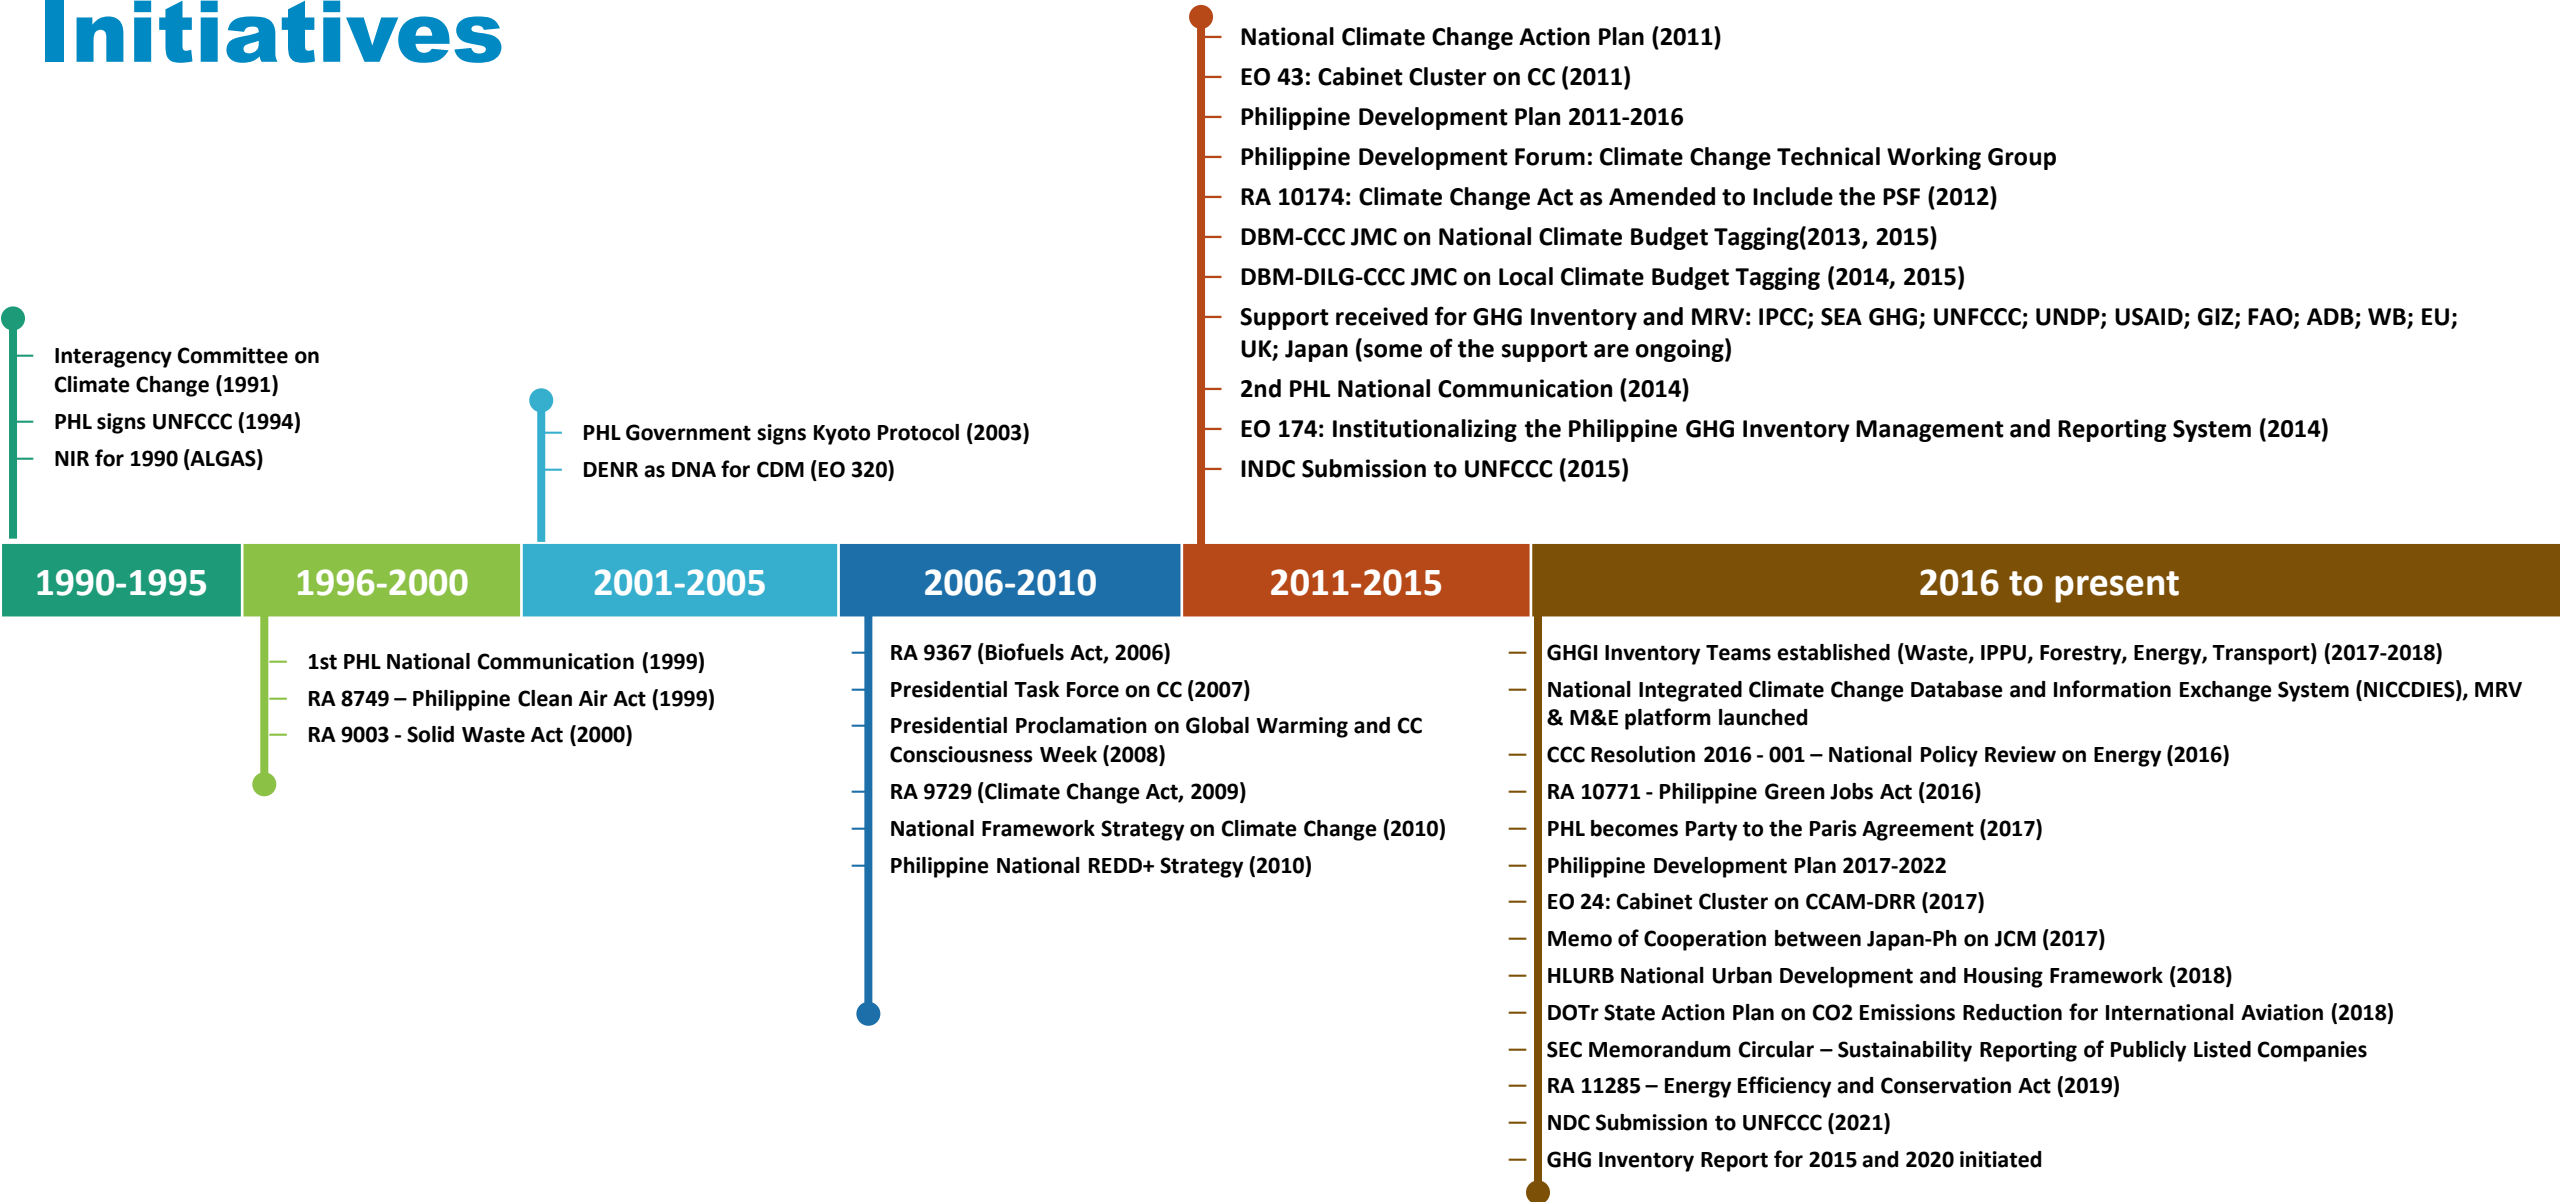 Initiatives
National Climate Change Action Plan (2011)
EO 43: Cabinet Cluster on CC (2011)
Philippine Development Plan 2011-2016
Philippine Development Forum: Climate Change Technical Working Group
RA 10174: Climate Change Act as Amended to Include the PSF (2012)
DBM-CCC JMC on National Climate Budget Tagging(2013, 2015)
DBM-DILG-CCC JMC on Local Climate Budget Tagging (2014, 2015)
Support received for GHG Inventory and MRV: IPCC; SEA GHG; UNFCCC; UNDP; USAID; GIZ; FAO; ADB; WB; EU;
UK; Japan (some of the support are ongoing)
2nd PHL National Communication (2014)
EO 174: Institutionalizing the Philippine GHG Inventory Management and Reporting System (2014)
INDC Submission to UNFCCC (2015)
Interagency Committee on
Climate Change (1991)
PHL signs UNFCCC (1994)
NIR for 1990 (ALGAS)
PHL Government signs Kyoto Protocol (2003)
DENR as DNA for CDM (EO 320)
1990-1995
1996-2000
2001-2005
2006-2010
2011-2015
2016 to present
1st PHL National Communication (1999)
RA 8749 – Philippine Clean Air Act (1999)
RA 9003 - Solid Waste Act (2000)
RA 9367 (Biofuels Act, 2006)
Presidential Task Force on CC (2007)
Presidential Proclamation on Global Warming and CC
Consciousness Week (2008)
RA 9729 (Climate Change Act, 2009)
National Framework Strategy on Climate Change (2010)
Philippine National REDD+ Strategy (2010)
GHGI Inventory Teams established (Waste, IPPU, Forestry, Energy, Transport) (2017-2018)
National Integrated Climate Change Database and Information Exchange System (NICCDIES), MRV
& M&E platform launched
CCC Resolution 2016 - 001 – National Policy Review on Energy (2016)
RA 10771 - Philippine Green Jobs Act (2016)
PHL becomes Party to the Paris Agreement (2017)
Philippine Development Plan 2017-2022
EO 24: Cabinet Cluster on CCAM-DRR (2017)
Memo of Cooperation between Japan-Ph on JCM (2017)
HLURB National Urban Development and Housing Framework (2018)
DOTr State Action Plan on CO2 Emissions Reduction for International Aviation (2018)
SEC Memorandum Circular – Sustainability Reporting of Publicly Listed Companies
RA 11285 – Energy Efficiency and Conservation Act (2019)
NDC Submission to UNFCCC (2021)
GHG Inventory Report for 2015 and 2020 initiated